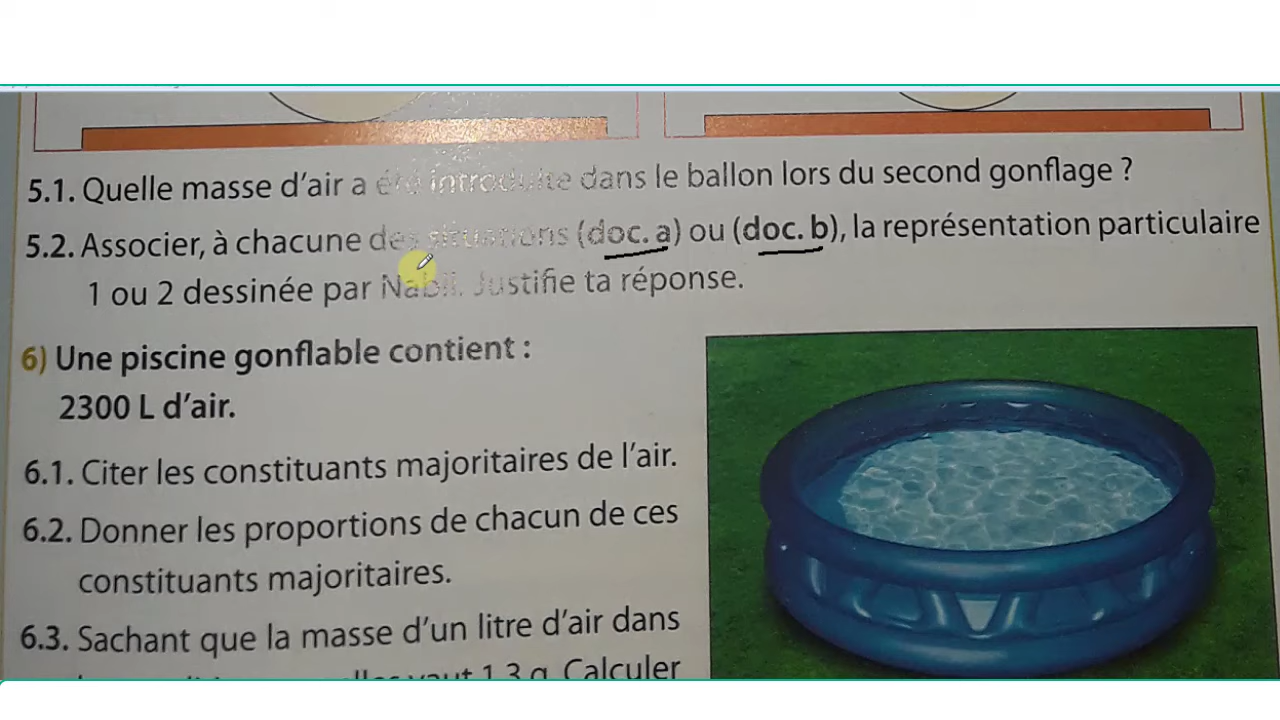 5.1. Quelle masse d'air a été introduite dans le ballon lors du second gonflage ?
5.2. Associer, à chacune des situations (doc. a) ou (doc. b), la représentation particulaire
1 ou 2 dessinée par Nabil. Justifie ta réponse.
6) Une piscine gonflable contient :
2300 L d'air.
6.1. Citer les constituants majoritaires de l'air.
6.2. Donner les proportions de chacun de ces
constituants majoritaires.
6.3. Sachant que la masse d'un litre d'air dans
vaut 1,3 g. Calculer